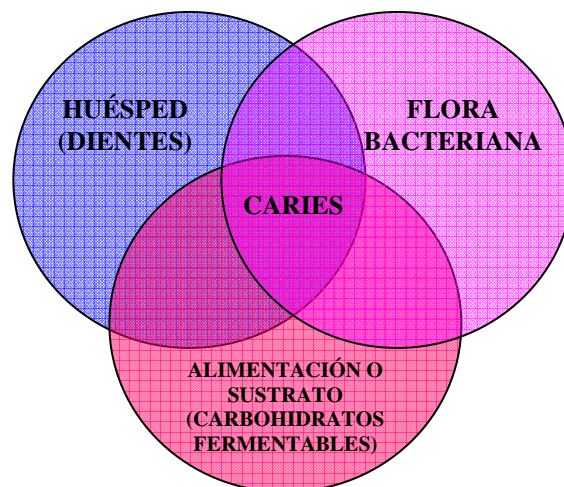 HUÉSPED
(DIENTES)
FLORA
BACTERIANA
CARIES
ALIMENTACIÓN O
SUSTRATO
(CARBOHIDRATOS
FERMENTABLES)